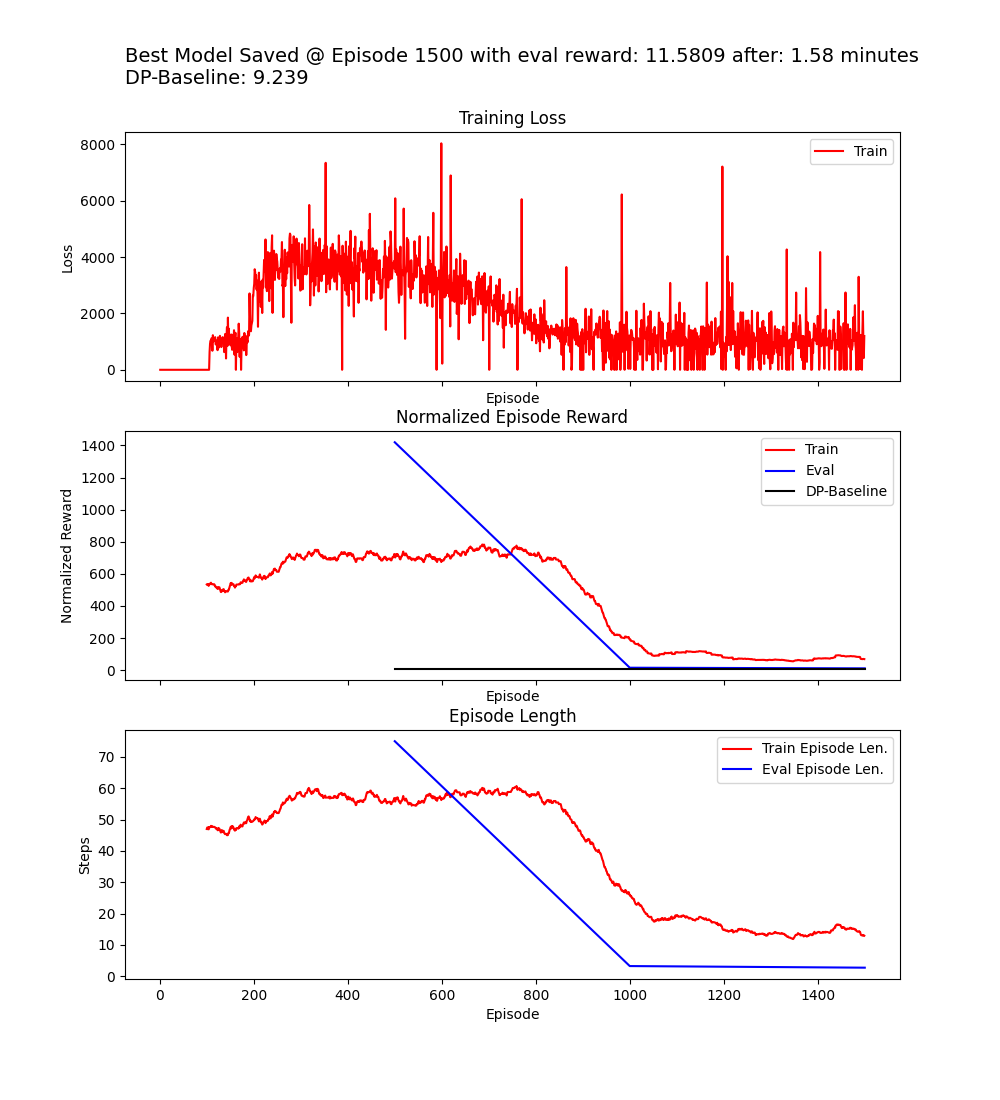 Best Model Saved @ Episode 1500 with eval reward: 11.5809 after: 1.58 minutes
DP-Baseline: 9.239
Training Loss
8000
6000
4000
2000
0
Loss
Train
Episode
Normalized Episode Reward
1400
1200
1000
800
600
400
200
0
Normalized Reward
Train
Eval
DP-Baseline
Episode
Episode Length
70
60
50
40
30
20
10
0
Steps
Train Episode Len.
Eval Episode Len.
0 200 400 600 800 1000 1200 1400
Episode